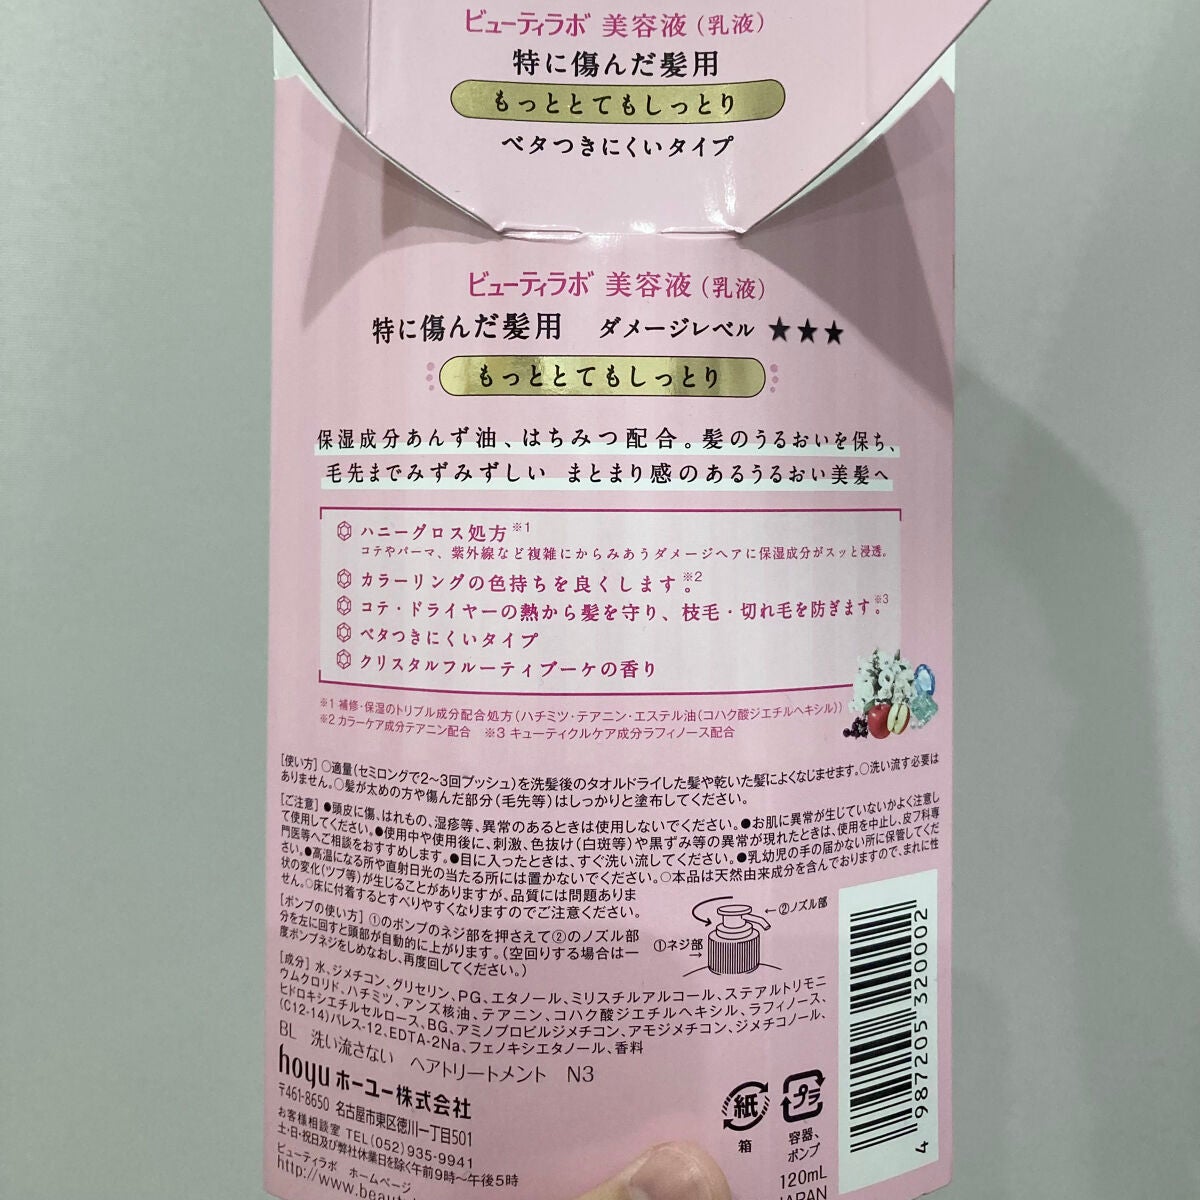 ビューティラボ 美容液(乳液)
特に傷んだ髪用
もっととてもしっとり
ベタつきにくいタイプ
ビューティラボ 美容液(乳液)
特に傷んだ髪用 ダメージレベル ★★★
もっととてもしっとり
保湿成分あんず油、はちみつ配合。髪のうるおいを保ち、
毛先までみずみずしい まとまり感のあるうるおい美髪へ
ハニーグロス処方※1
コテやパーマ、紫外線など複雑にからみあうダメージヘアに保湿成分がスッと浸透。
カラーリングの色持ちを良くします。※2
コテ・ドライヤーの熱から髪を守り、枝毛・切れ毛を防ぎます。※3
ベタつきにくいタイプ
クリスタルフルーティブーケの香り
※1 補修・保湿のトリプル成分配合処方(ハチミツ・テアニン・エステル油(コハク酸ジエチルヘキシル))
※2 カラーケア成分テアニン配合 ※3 キューティクルケア成分ラフィノース配合
[使い方]○適量(セミロングで2〜3回プッシュ)を洗髪後のタオルドライした髪や乾いた髪によくなじませます。○洗い流す必要は
ありません。○髪が太めの方や傷んだ部分(毛先等)はしっかりと塗布してください。
[ご注意]●頭皮に傷、はれもの、湿疹等、異常のあるときは使用しないでください。●お肌に異常が生じていないかよく注意し
て使用してください。●使用中や使用後に、刺激、色抜け(白斑等)や黒ずみ等の異常が現れたときは、使用を中止し、皮フ科専
門医等へご相談をおすすめします。●目に入ったときは、すぐ洗い流してください。●乳幼児の手の届かない所に保管してくだ
さい。●高温になる所や直射日光の当たる所には置かないでください。○本品は天然由来成分を含んでおりますので、まれに性
状の変化(ツブ等)が生じることがありますが、品質には問題ありま
せん。○床に付着するとすべりやすくなりますのでご注意ください。
[ポンプの使い方]①のポンプのネジ部を押さえて②のノズル部
分を左に回すと頭部が自動的に上がります。(空回りする場合は一
度ポンプネジをしめなおし、再度回してください。)
②ノズル部
①ネジ部
[成分]水、ジメチコン、グリセリン、PG、エタノール、ミリスチルアルコール、ステアルトリモニ
ウムクロリド、ハチミツ、アンズ核油、テアニン、コハク酸ジエチルヘキシル、ラフィノース、
ヒドロキシエチルセルロース、BG、アミノプロピルジメチコン、アモジメチコン、ジメチコノール、
(C12-14)パレス-12、EDTA-2Na、フェノキシエタノール、香料
BL 洗い流さない ヘアトリートメント N3
hoyu ホーユー株式会社
〒461-8650 名古屋市東区徳川一丁目501
お客様相談室 TEL(052)935-9941
土・日・祝日及び弊社休業日を除く午前9時〜午後5時
ビューティラボ ホームページ
http://www.beaut
紙
箱
プラ
容器、
ポンプ
120mL
JAPAN
4 987205 320002